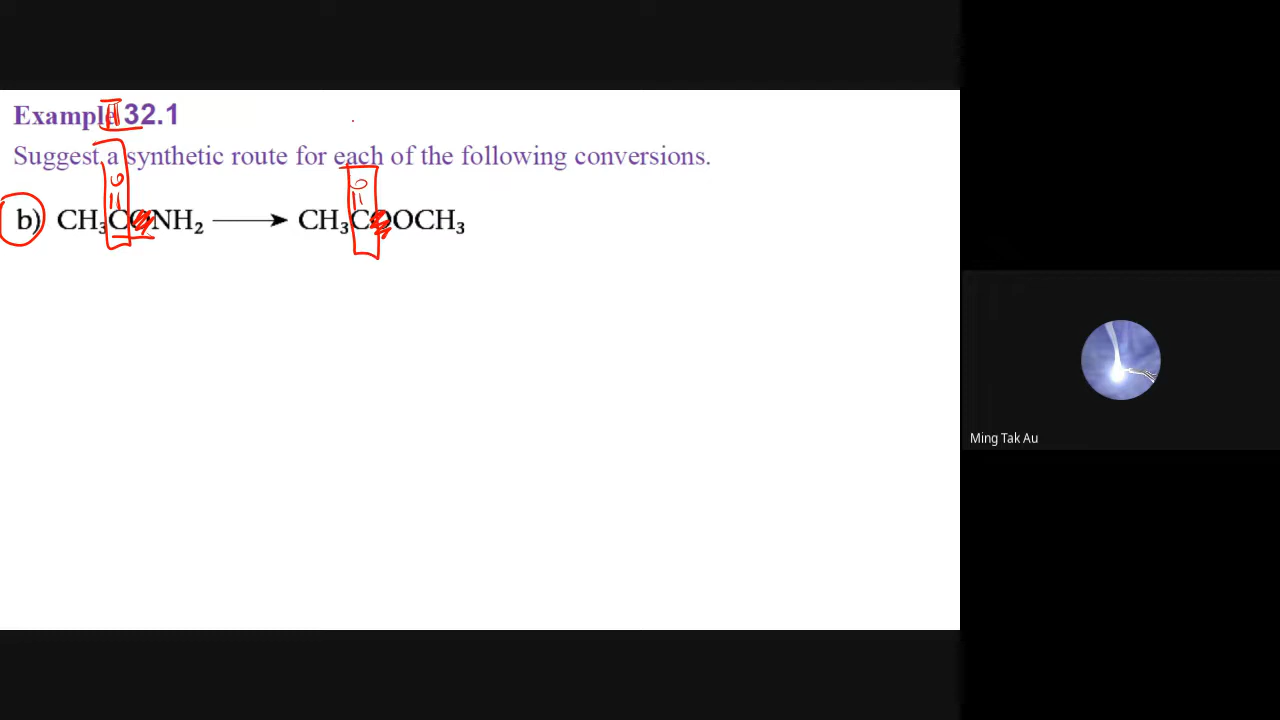 Example 32.1
Suggest a synthetic route for each of the following conversions.
b) CH₃CONH₂ ⟶ CH₃COOCH₃
=O =O
Ming Tak Au